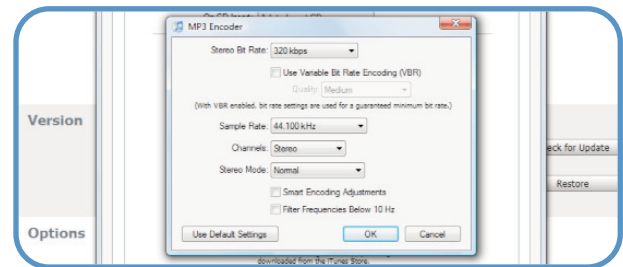 MP3 Encoder
Stereo Bit Rate: 320 kbps
Use Variable Bit Rate Encoding (VBR)
Quality: Medium
(With VBR enabled, bit rate settings are used for a guaranteed minimum bit rate.)
Version
Sample Rate: 44.100 kHz
Channels: Stereo
eck for Update
Stereo Mode: Normal
Restore
Smart Encoding Adjustments
Filter Frequencies Below 10 Hz
Options
Use Default Settings
OK
Cancel
downloaded from the iTunes Store.